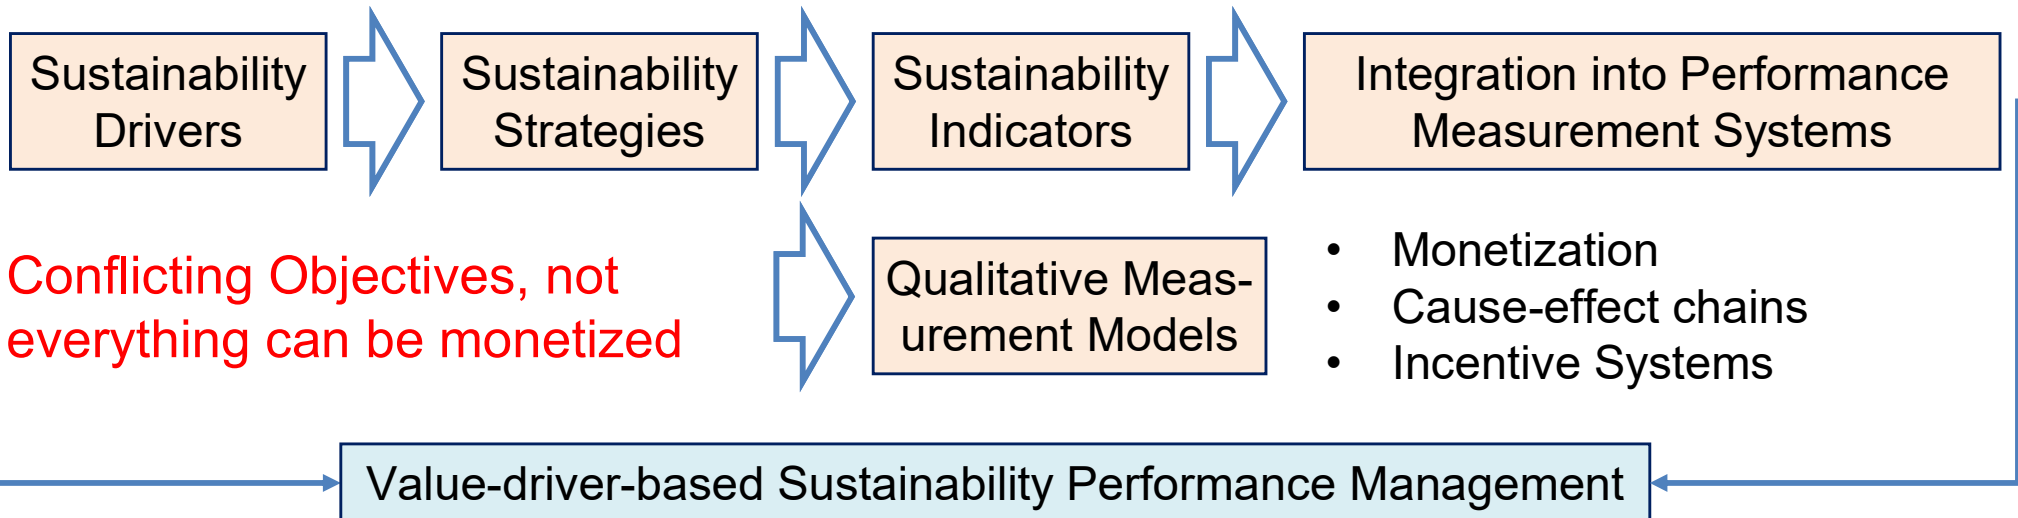 Sustainability
Drivers
Sustainability
Strategies
Sustainability
Indicators
Integration into Performance
Measurement Systems
Conflicting Objectives, not
everything can be monetized
Qualitative Meas-
urement Models
• Monetization
• Cause-effect chains
• Incentive Systems
Value-driver-based Sustainability Performance Management